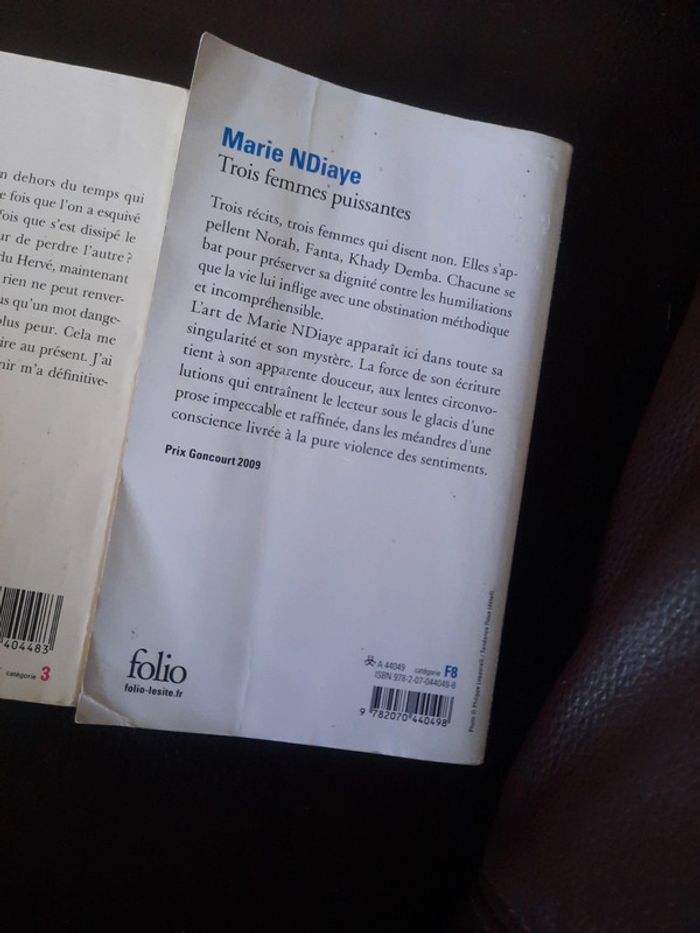 n dehors du temps qui
e fois que l'on a esquivé
fois que s'est dissipé le
ur de perdre l'autre ?
du Hervé, maintenant
rien ne peut renver-
us qu'un mot dange-
plus peur. Cela me
ire au présent. J'ai
nir m'a définitive-
404483
catégorie 3
Marie NDiaye
Trois femmes puissantes
Trois récits, trois femmes qui disent non. Elles s'ap-
pellent Norah, Fanta, Khady Demba. Chacune se
bat pour préserver sa dignité contre les humiliations
que la vie lui inflige avec une obstination méthodique
et incompréhensible.
L'art de Marie NDiaye apparaît ici dans toute sa
singularité et son mystère. La force de son écriture
tient à son apparente douceur, aux lentes circonvo-
lutions qui entraînent le lecteur sous le glacis d'une
prose impeccable et raffinée, dans les méandres d'une
conscience livrée à la pure violence des sentiments.
Prix Goncourt 2009
folio
folio-lesite.fr
A 44049 catégorie F8
ISBN 978-2-07-044049-8
9 782070 440498